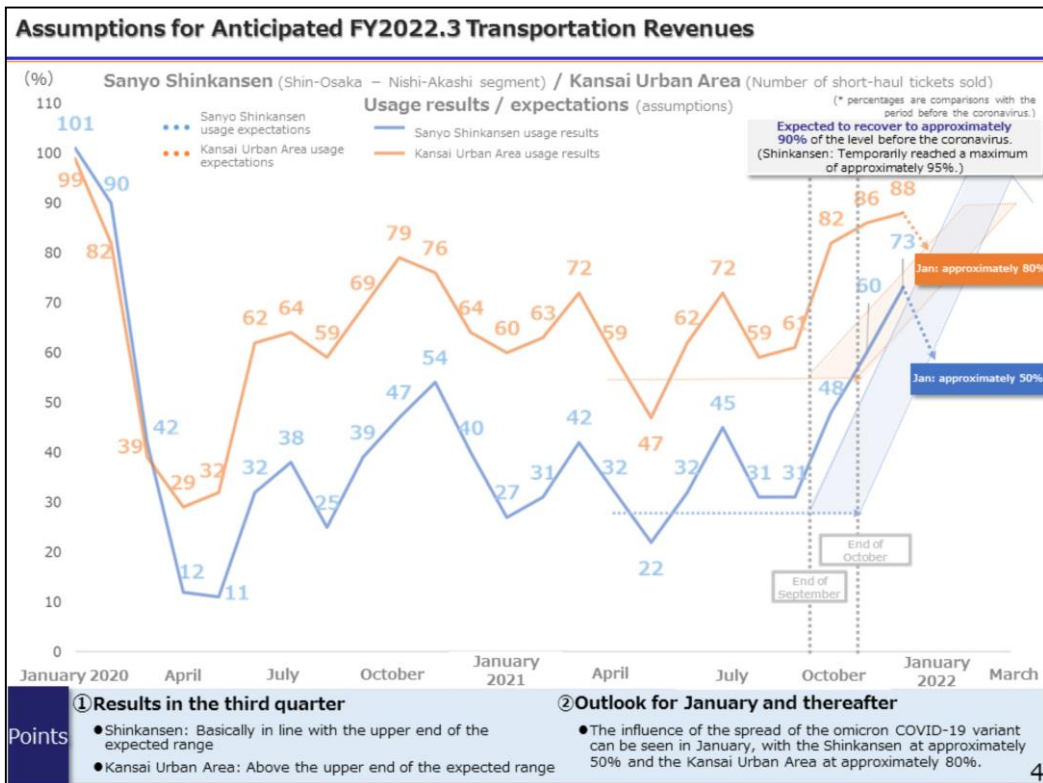 Assumptions for Anticipated FY2022.3 Transportation Revenues
(%)
Sanyo Shinkansen (Shin-Osaka – Nishi-Akashi segment) / Kansai Urban Area (Number of short-haul tickets sold)
Usage results / expectations (assumptions)
(* percentages are comparisons with the
period before the coronavirus.)
Sanyo Shinkansen
usage expectations
Kansai Urban Area usage
expectations
Sanyo Shinkansen usage results
Kansai Urban Area usage results
Expected to recover to approximately
90% of the level before the coronavirus.
(Shinkansen: Temporarily reached a maximum
of approximately 95%.)
110
100
90
80
70
60
50
40
30
20
10
0
101
90
42
12
11
32
38
25
39
47
54
40
27
31
42
32
22
32
45
31
31
48
60
73
99
82
39
29
32
62
64
59
69
79
76
64
60
63
72
59
47
62
72
59
61
82
86
88
Jan: approximately 80%
Jan: approximately 50%
End of
October
End of
September
January 2020
April
July
October
January
2021
April
July
October
January
2022
March
Points
①Results in the third quarter
●Shinkansen: Basically in line with the upper end of the
expected range
●Kansai Urban Area: Above the upper end of the expected range
②Outlook for January and thereafter
●The influence of the spread of the omicron COVID-19 variant
can be seen in January, with the Shinkansen at approximately
50% and the Kansai Urban Area at approximately 80%.
4